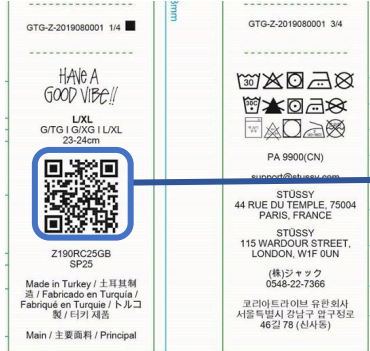 GTG-Z-2019080001 1/4
HAVE A
GOOD VIBE!!
L/XL
G/TG I G/XG I L/XL
23-24cm
Z190RC25GB
SP25
Made in Turkey / 土耳其制
造 / Fabricado en Turquía /
Fabriqué en Turquie / トルコ
製 / 터키 제품
Main / 主要面料 / Principal
3mm
GTG-Z-2019080001 3/4
30
30C
PA 9900(CN)
support@stussy.com
STÜSSY
44 RUE DU TEMPLE, 75004
PARIS, FRANCE
STÜSSY
115 WARDOUR STREET,
LONDON, W1F 0UN
(株)ジャック
0548-22-7366
코리아트라이브 유한회사
서울특별시 강남구 압구정로
46길 78 (신사동)